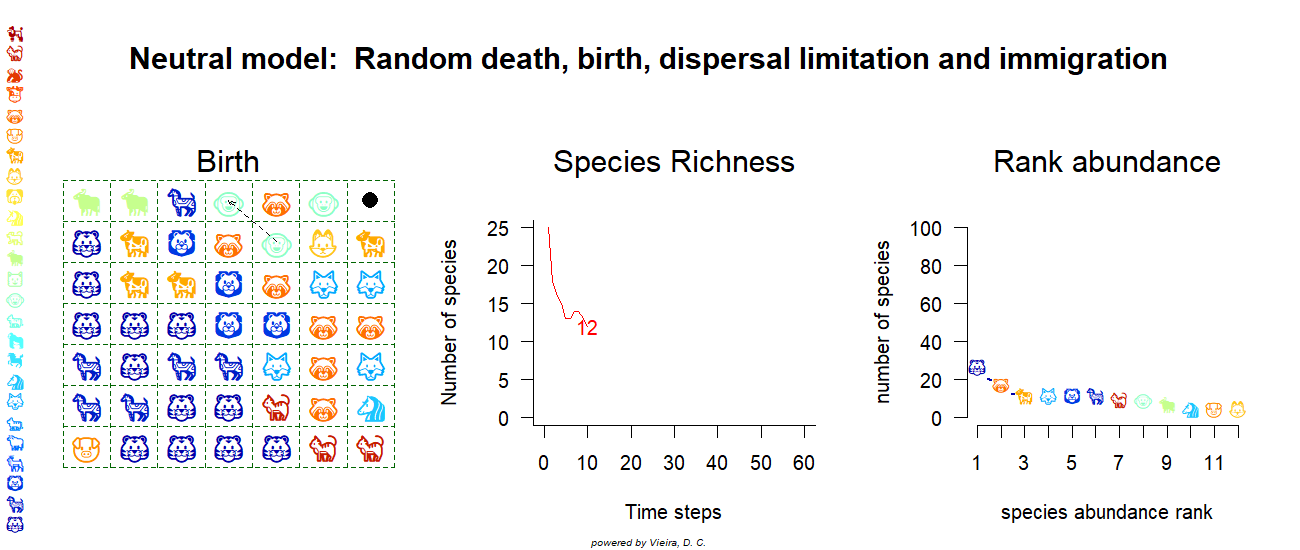 Neutral model:  Random death, birth, dispersal limitation and immigration
Birth
Species Richness
Number of species
25
20
15
10
5
0
12
0 10 20 30 40 50 60
Time steps
Rank abundance
number of species
100
80
60
40
20
0
1 3 5 7 9 11
species abundance rank
powered by Vieira, D. C.